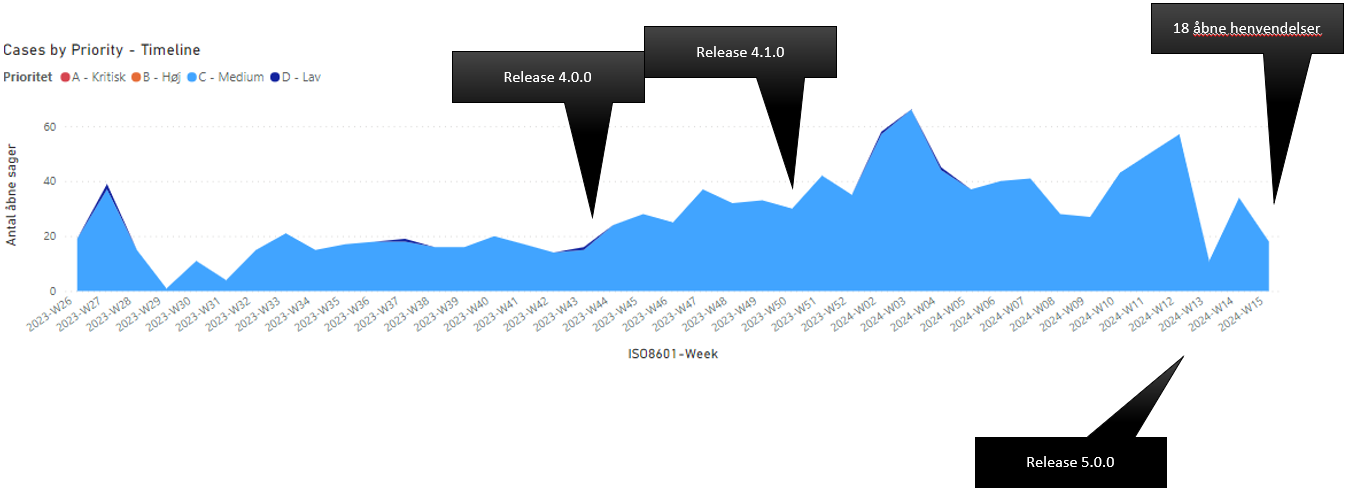 18 åbne henvendelser
Release 4.1.0
Cases by Priority - Timeline
Release 4.0.0
Prioritet A - Kritisk B - Høj C - Medium D - Lav
Antal åbne sager
60
40
20
0
2023-W26
2023-W27
2023-W28
2023-W29
2023-W30
2023-W31
2023-W32
2023-W33
2023-W34
2023-W35
2023-W36
2023-W37
2023-W38
2023-W39
2023-W40
2023-W41
2023-W42
2023-W43
2023-W44
2023-W45
2023-W46
2023-W47
2023-W48
2023-W49
2023-W50
2023-W51
2023-W52
2024-W02
2024-W03
2024-W04
2024-W05
2024-W06
2024-W07
2024-W08
2024-W09
2024-W10
2024-W11
2024-W12
2024-W13
2024-W14
2024-W15
ISO8601-Week
Release 5.0.0